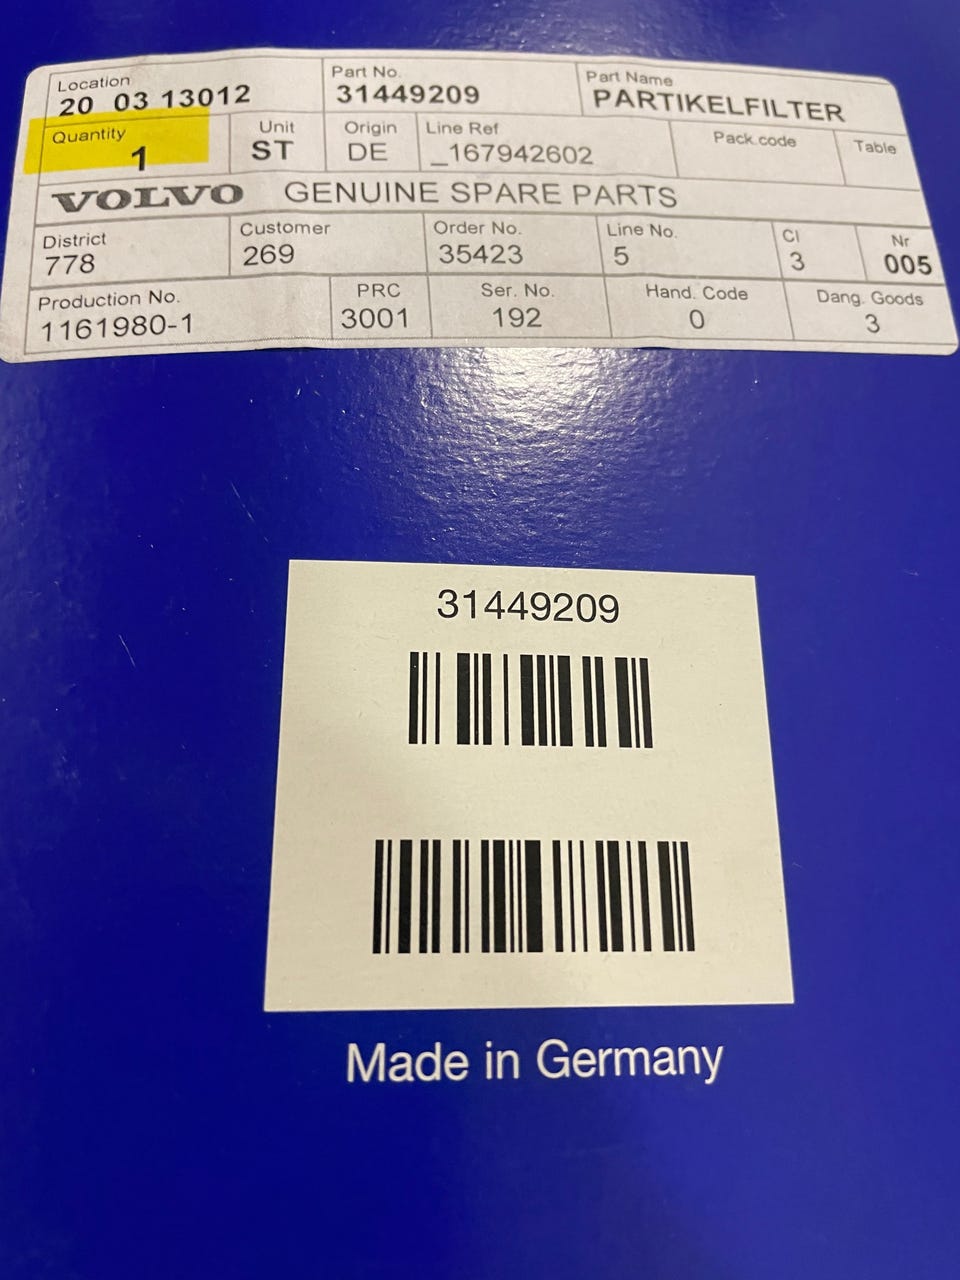 Location Part No. Part Name
20 03 13012 31449209 PARTIKELFILTER
Quantity Unit Origin Line Ref Pack.code Table
1 ST DE _167942602
VOLVO GENUINE SPARE PARTS
District Customer Order No. Line No. CI Nr
778 269 35423 5 3 005
Production No. PRC Ser. No. Hand. Code Dang. Goods
1161980-1 3001 192 0 3
31449209
Made in Germany